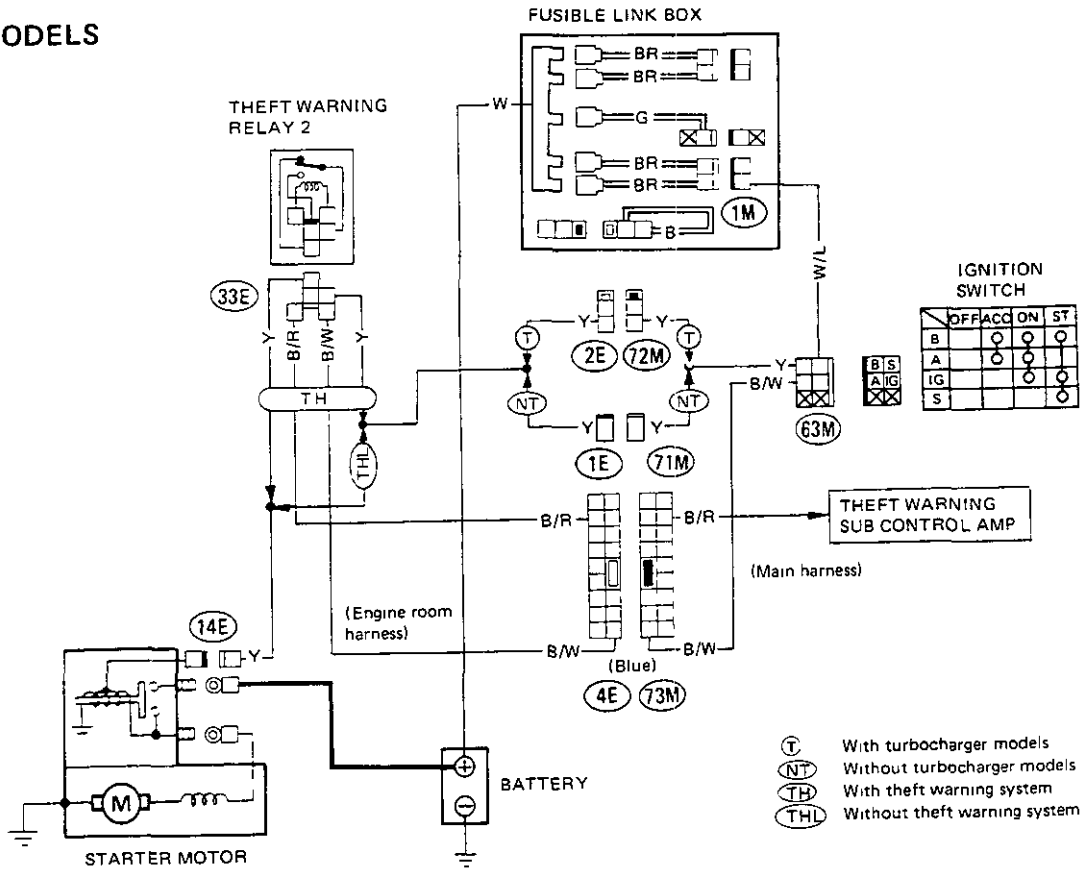 ODELS
FUSIBLE LINK BOX
THEFT WARNING
RELAY 2
W
BR
BR
G
BR
BR
B
1M
W/L
IGNITION
SWITCH
OFF ACC ON ST
B
A
IG
S
33E
Y
B/R
B/W
Y
TH
THL
T
NT
Y
2E
72M
Y
T
NT
Y
1E
71M
Y
Y
B/W
B S
A IG
63M
B/R
B/R
THEFT WARNING
SUB CONTROL AMP
(Main harness)
(Engine room
harness)
14E
Y
B/W
B/W
(Blue)
4E
73M
BATTERY
M
STARTER MOTOR
T With turbocharger models
NT Without turbocharger models
TH With theft warning system
THL Without theft warning system